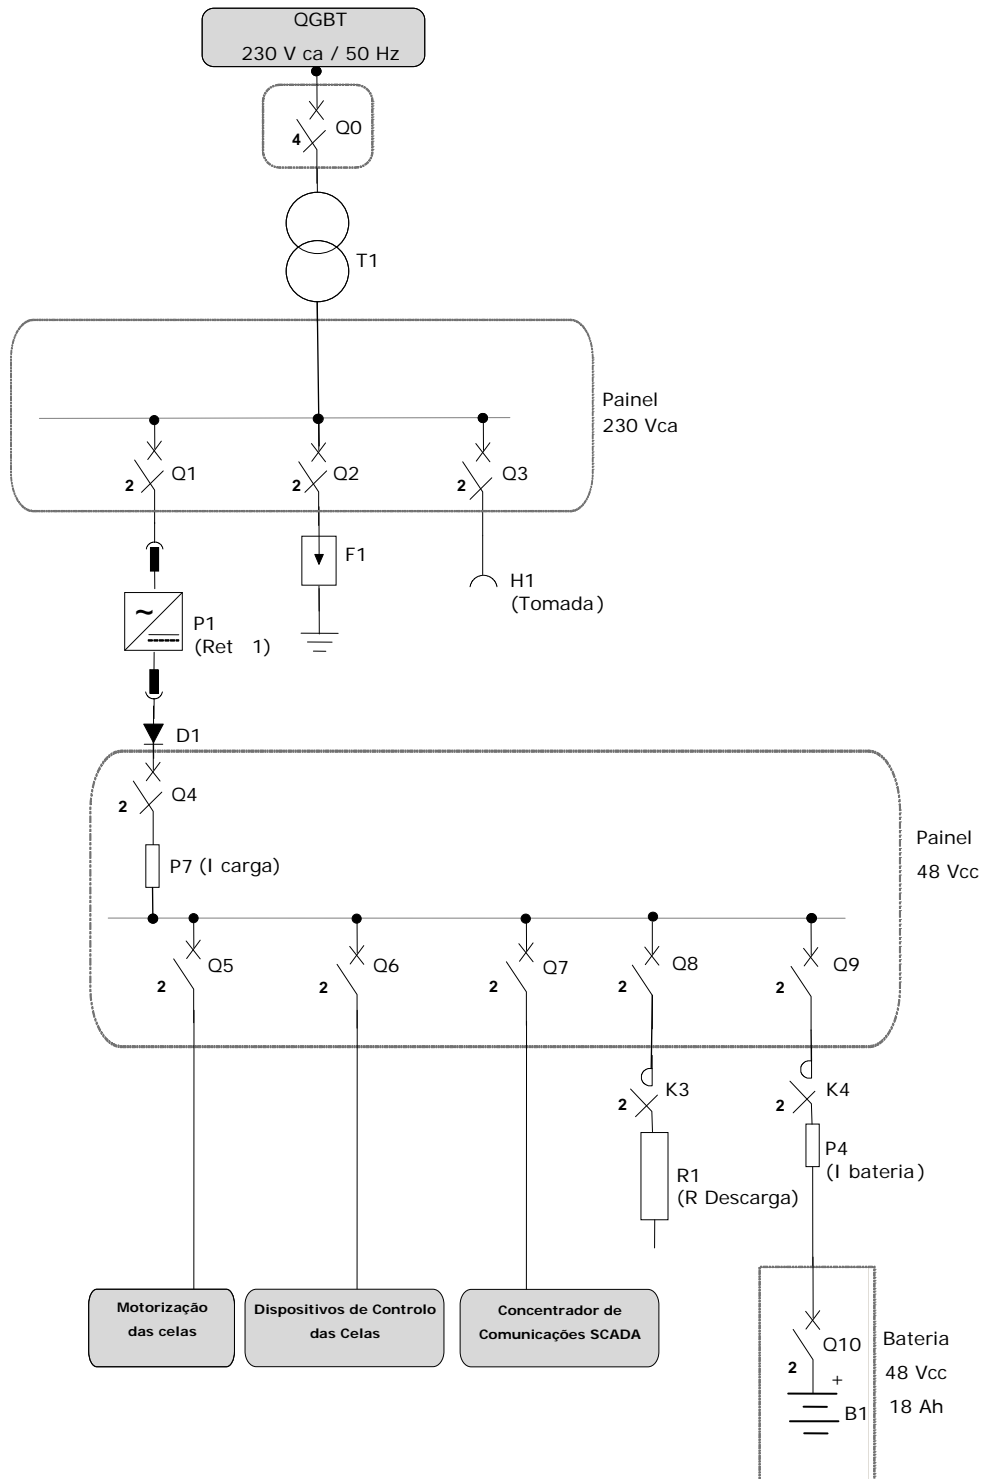 QGBT
230 V ca / 50 Hz
Q0
4
T1
Painel
230 Vca
Q1
2
Q2
2
Q3
2
F1
H1
(Tomada)
~
P1
(Ret 1)
D1
Q4
2
P7 (I carga)
Painel
48 Vcc
Q5
2
Q6
2
Q7
2
Q8
2
Q9
2
K3
2
K4
2
R1
(R Descarga)
P4
(I bateria)
Motorização
das celas
Dispositivos de Controlo
das Celas
Concentrador de
Comunicações SCADA
Q10
2
+
B1
Bateria
48 Vcc
18 Ah